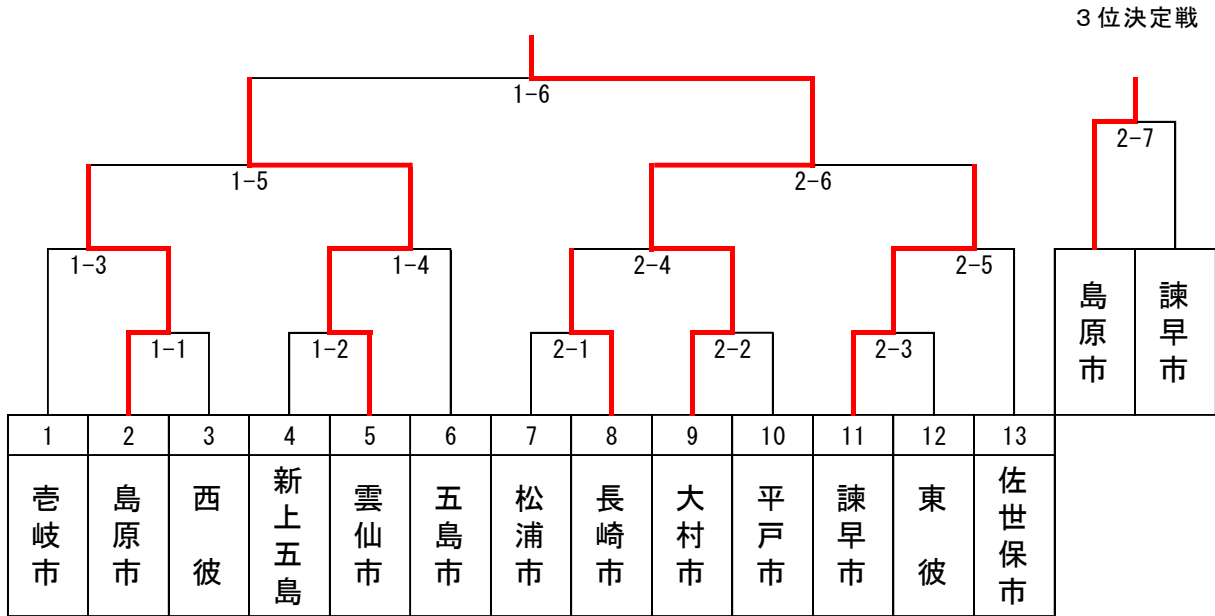 3位決定戦
1-6
2-7
1-5
2-6
1-3
1-4
2-4
2-5
島原市
諫早市
1-1
1-2
2-1
2-2
2-3
1 2 3 4 5 6 7 8 9 10 11 12 13
壱岐市
島原市
西彼
新上五島
雲仙市
五島市
松浦市
長崎市
大村市
平戸市
諫早市
東彼
佐世保市